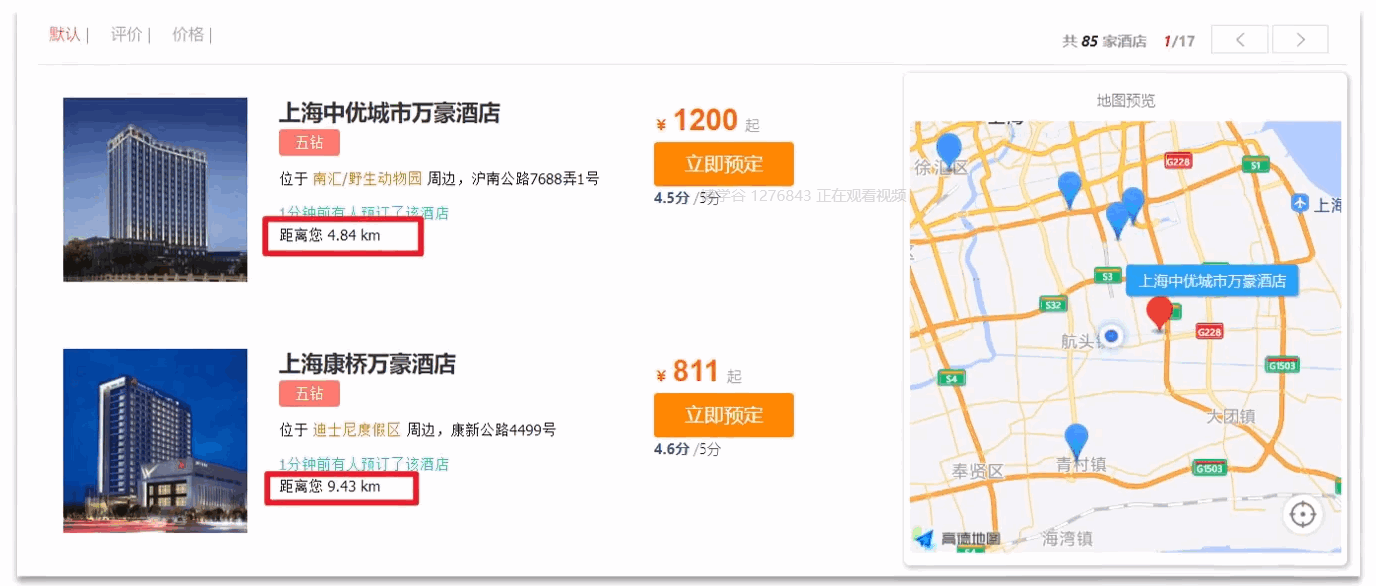 默认 | 评价 | 价格 |
共 85 家酒店 1/17
上海中优城市万豪酒店
五钻
位于 南汇/野生动物园 周边，沪南公路7688弄1号
1分钟前有人预订了该酒店
距离您 4.84 km
¥ 1200 起
立即预定
4.5分 /5分
学谷 1276843 正在观看视频
上海康桥万豪酒店
五钻
位于 迪士尼度假区 周边，康新公路4499号
1分钟前有人预订了该酒店
距离您 9.43 km
¥ 811 起
立即预定
4.6分 /5分
地图预览
上海
徐汇区
G228
S1
上海
上海中优城市万豪酒店
S3
S32
G228
航头镇
G1503
S4
大团镇
青村镇
奉贤区
G1503
高德地图
海湾镇
S4